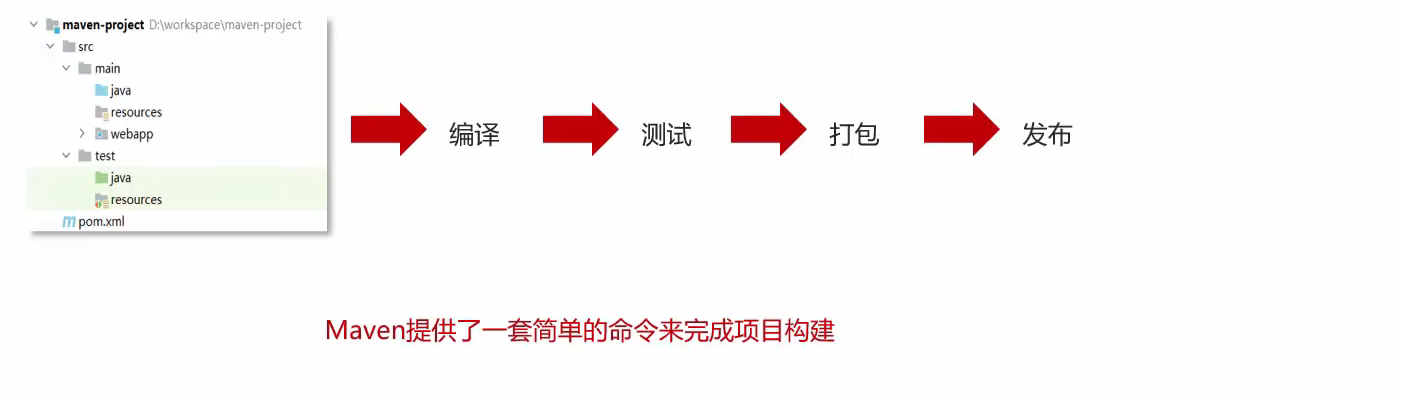 maven-project D:\workspace\maven-project
src
main
java
resources
webapp
test
java
resources
pom.xml
编译 测试 打包 发布
Maven提供了一套简单的命令来完成项目构建